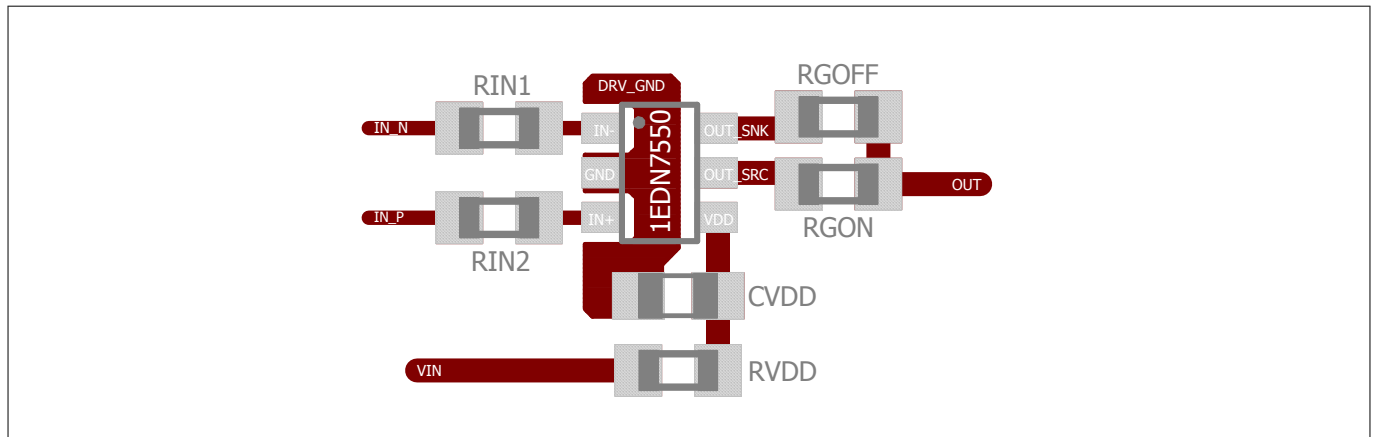 RGOFF
RIN1
DRV_GND
IN_N
IN-
OUT_SNK
GND
1EDN7550
OUT_SRC
OUT
IN_P
IN+
VDD
RGON
RIN2
CVDD
VIN
RVDD